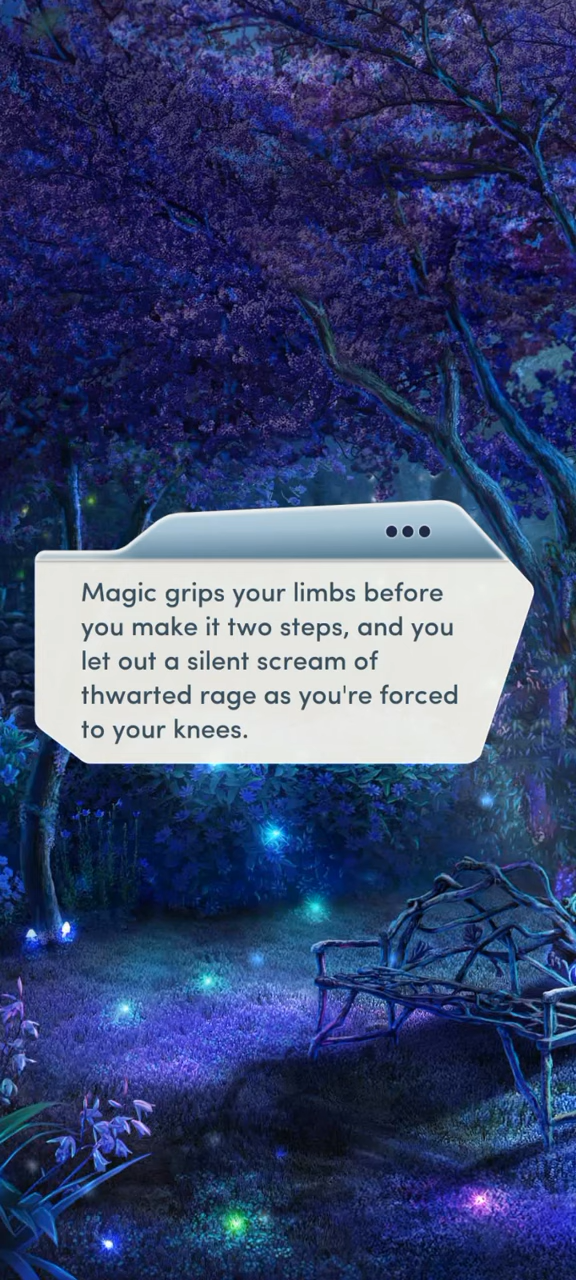 Magic grips your limbs before
you make it two steps, and you
let out a silent scream of
thwarted rage as you're forced
to your knees.